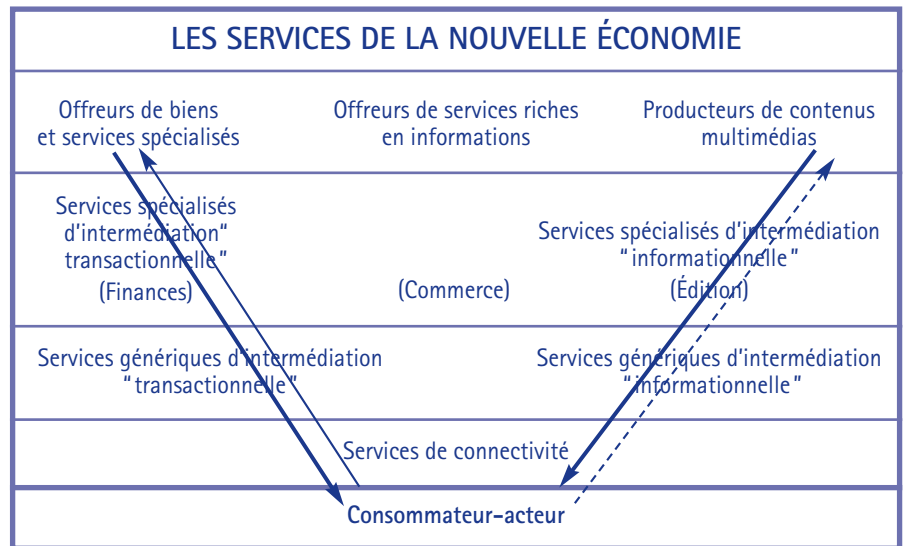 LES SERVICES DE LA NOUVELLE ÉCONOMIE
Offreurs de biens
et services spécialisés
Offreurs de services riches
en informations
Producteurs de contenus
multimédias
Services spécialisés
d'intermédiation"
transactionnelle"
(Finances)
(Commerce)
Services spécialisés d'intermédiation
"informationnelle"
(Édition)
Services génériques d'intermédiation
"transactionnelle"
Services génériques d'intermédiation
"informationnelle"
Services de connectivité
Consommateur-acteur